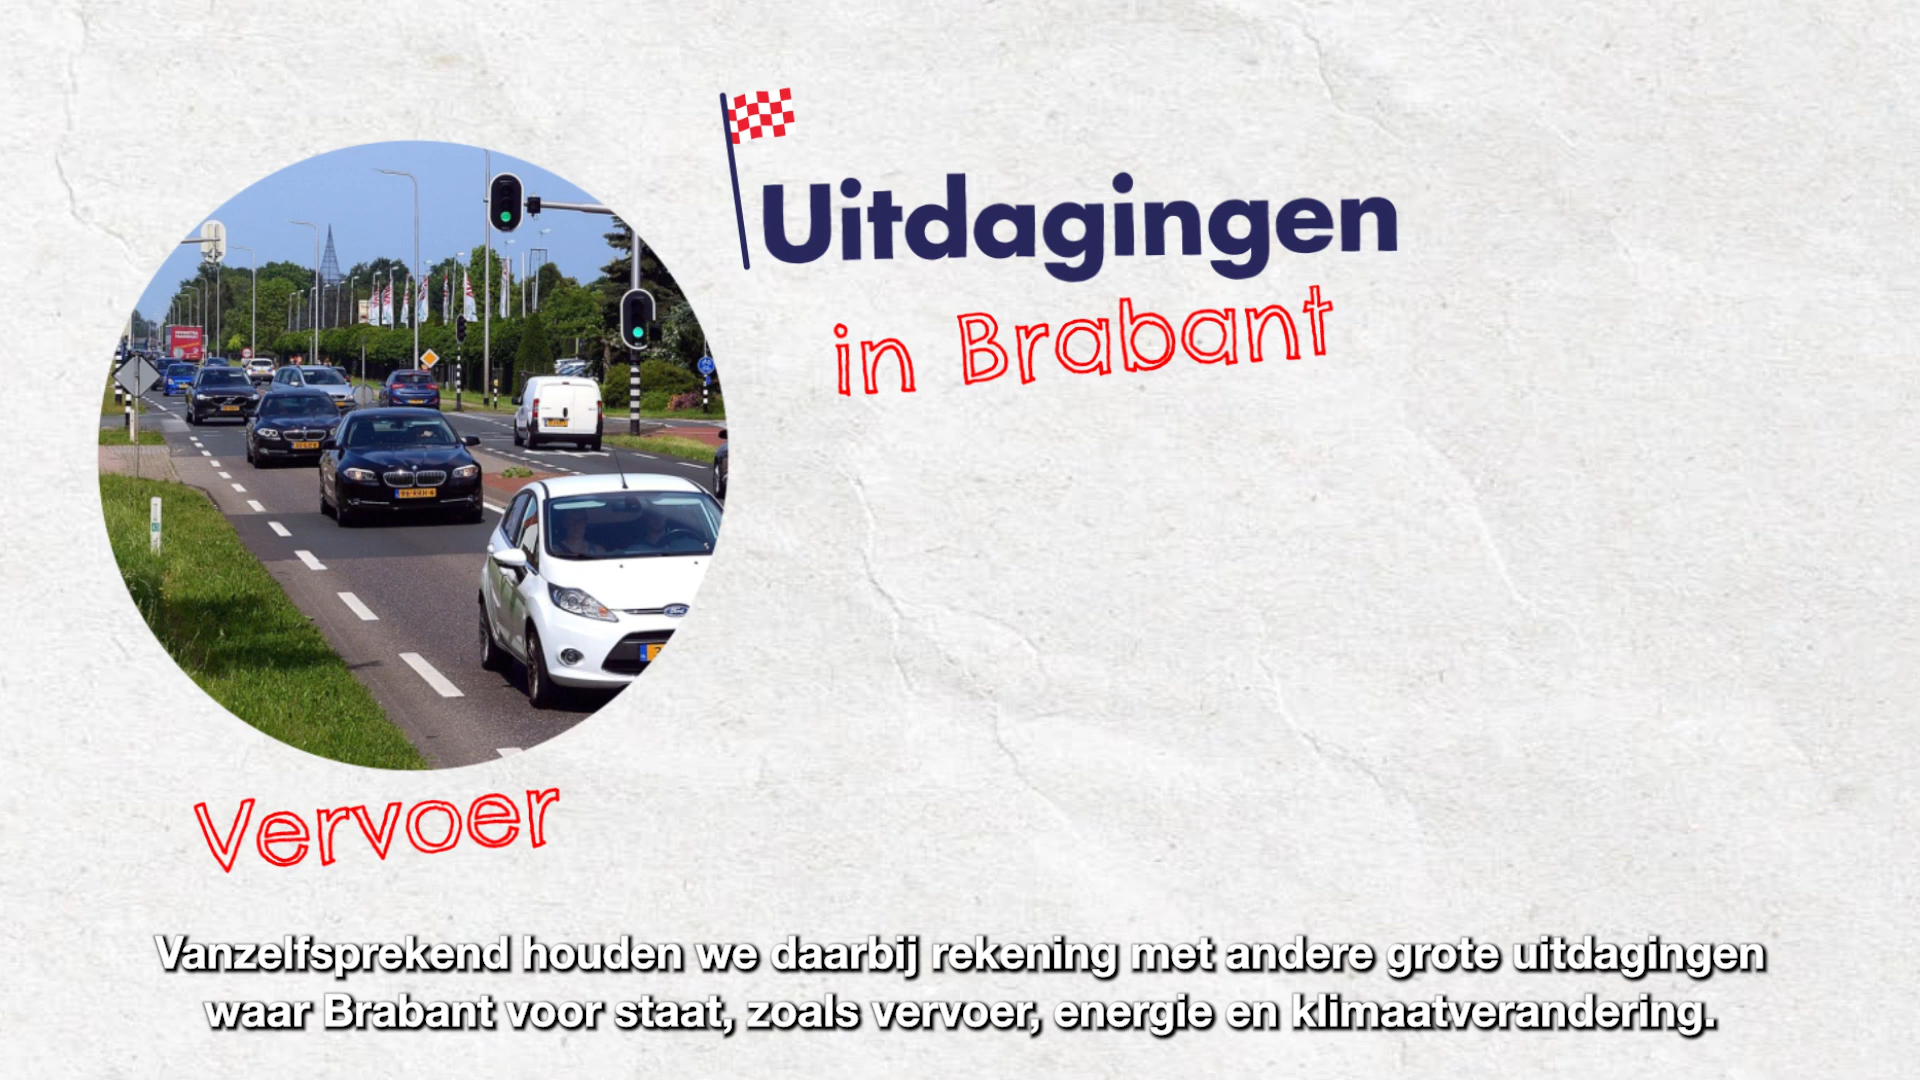 Uitdagingen
in Brabant
Vervoer
Vanzelfsprekend houden we daarbij rekening met andere grote uitdagingen
waar Brabant voor staat, zoals vervoer, energie en klimaatverandering.